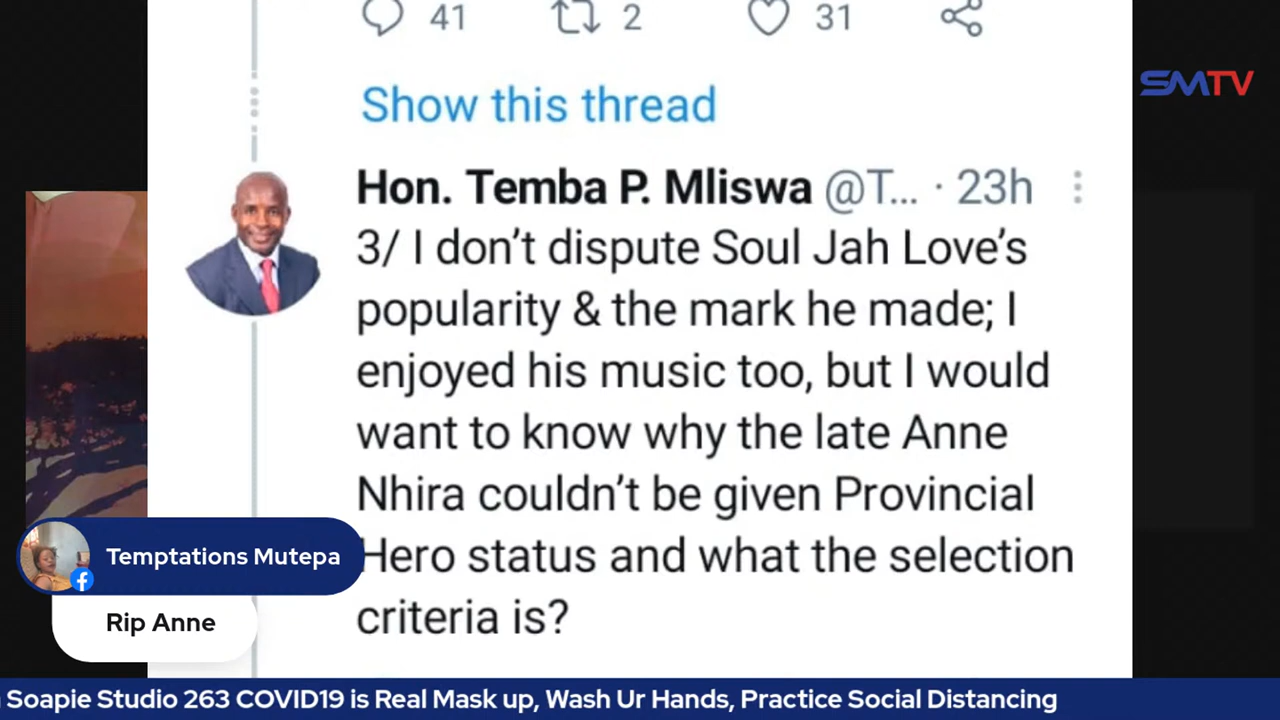 41 2 31
SMTV
Show this thread
Hon. Temba P. Mliswa @T... · 23h
3/ I don't dispute Soul Jah Love's
popularity & the mark he made; I
enjoyed his music too, but I would
want to know why the late Anne
Nhira couldn't be given Provincial
Hero status and what the selection
criteria is?
Temptations Mutepa
Rip Anne
Soapie Studio 263 COVID19 is Real Mask up, Wash Ur Hands, Practice Social Distancing